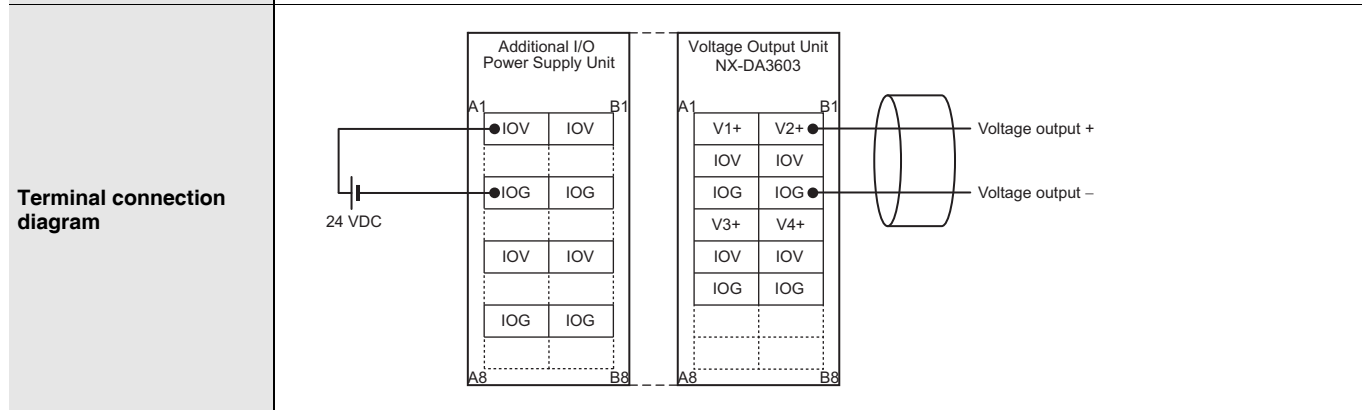 Terminal connection
diagram
24 VDC
Additional I/O
Power Supply Unit
A1 B1
IOV IOV
IOG IOG
IOV IOV
IOG IOG
A8 B8
Voltage Output Unit
NX-DA3603
A1 B1
V1+ V2+
IOV IOV
IOG IOG
V3+ V4+
IOV IOV
IOG IOG
A8 B8
Voltage output +
Voltage output −